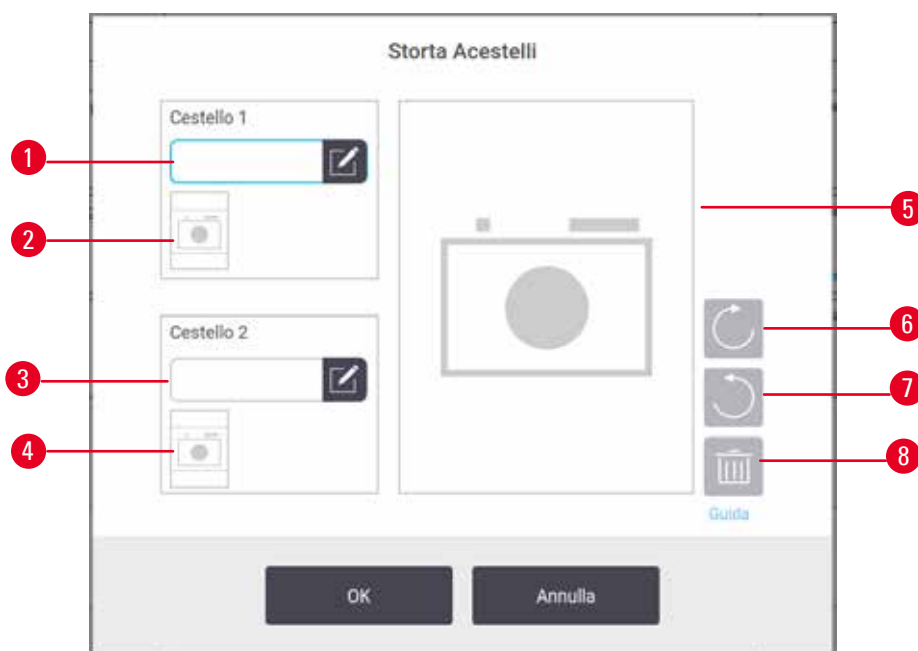 Storta Acestelli
Cestello 1
1
2
Cestello 2
3
4
5
6
7
8
Guida
OK
Annulla